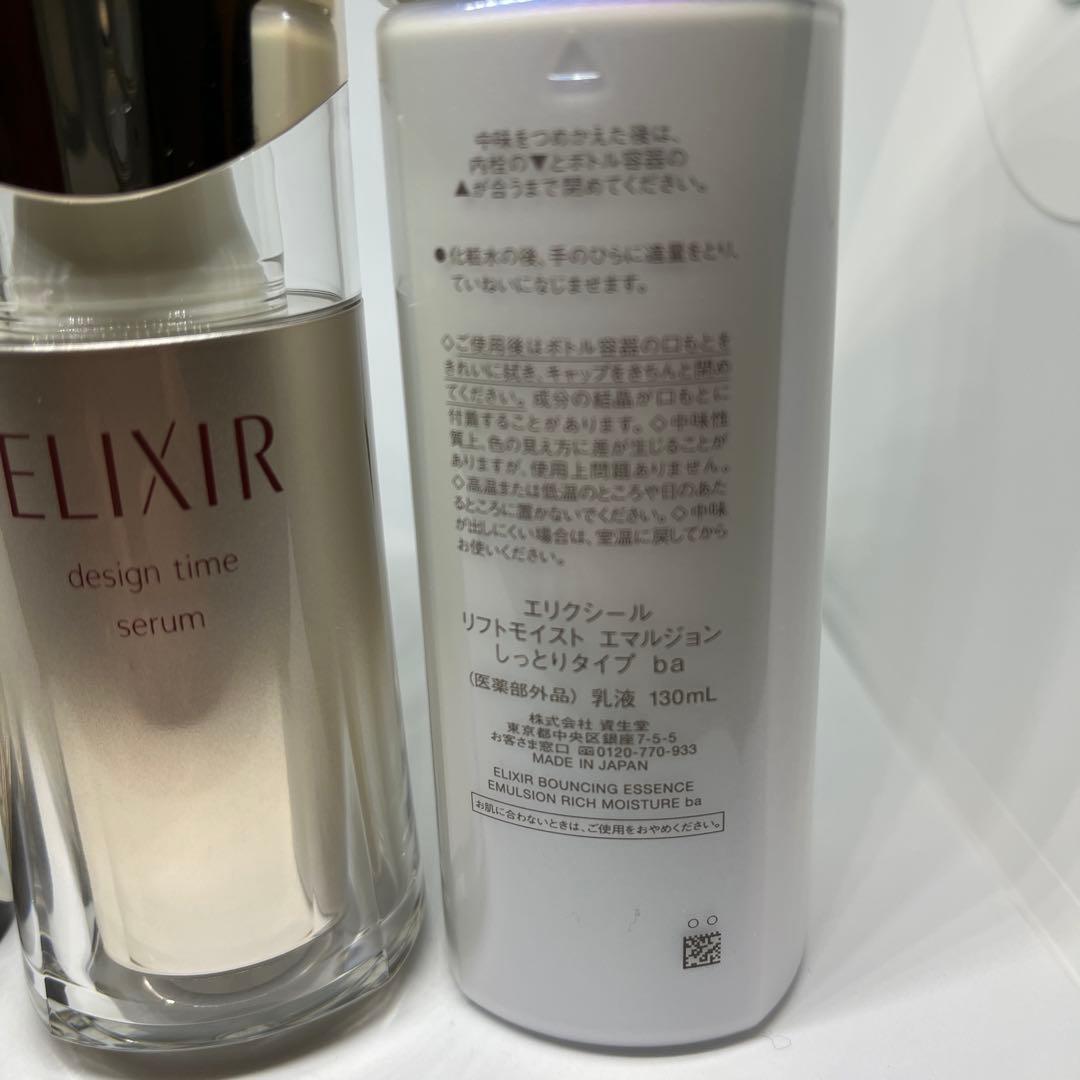 ELIXIR
design time
serum
中味をつめかえた後は、
内栓の▼とボトル容器の
▲が合うまで閉めてください。
●化粧水の後、手のひらに適量をとり、
ていねいになじませます。
◇ご使用後はボトル容器の口もとを
きれいに拭き、キャップをきちんと閉め
てください。成分の結晶が口もとに
付着することがあります。◇中味性
質上、色の見え方に差が生じることが
ありますが、使用上問題ありません。
◇高温または低温のところや日のあた
るところに置かないでください。◇中味
が出しにくい場合は、室温に戻してから
お使いください。
エリクシール
リフトモイスト エマルジョン
しっとりタイプ ba
(医薬部外品) 乳液 130mL
株式会社 資生堂
東京都中央区銀座7-5-5
お客さま窓口 0120-770-933
MADE IN JAPAN
ELIXIR BOUNCING ESSENCE
EMULSION RICH MOISTURE ba
お肌に合わないときは、ご使用をおやめください。